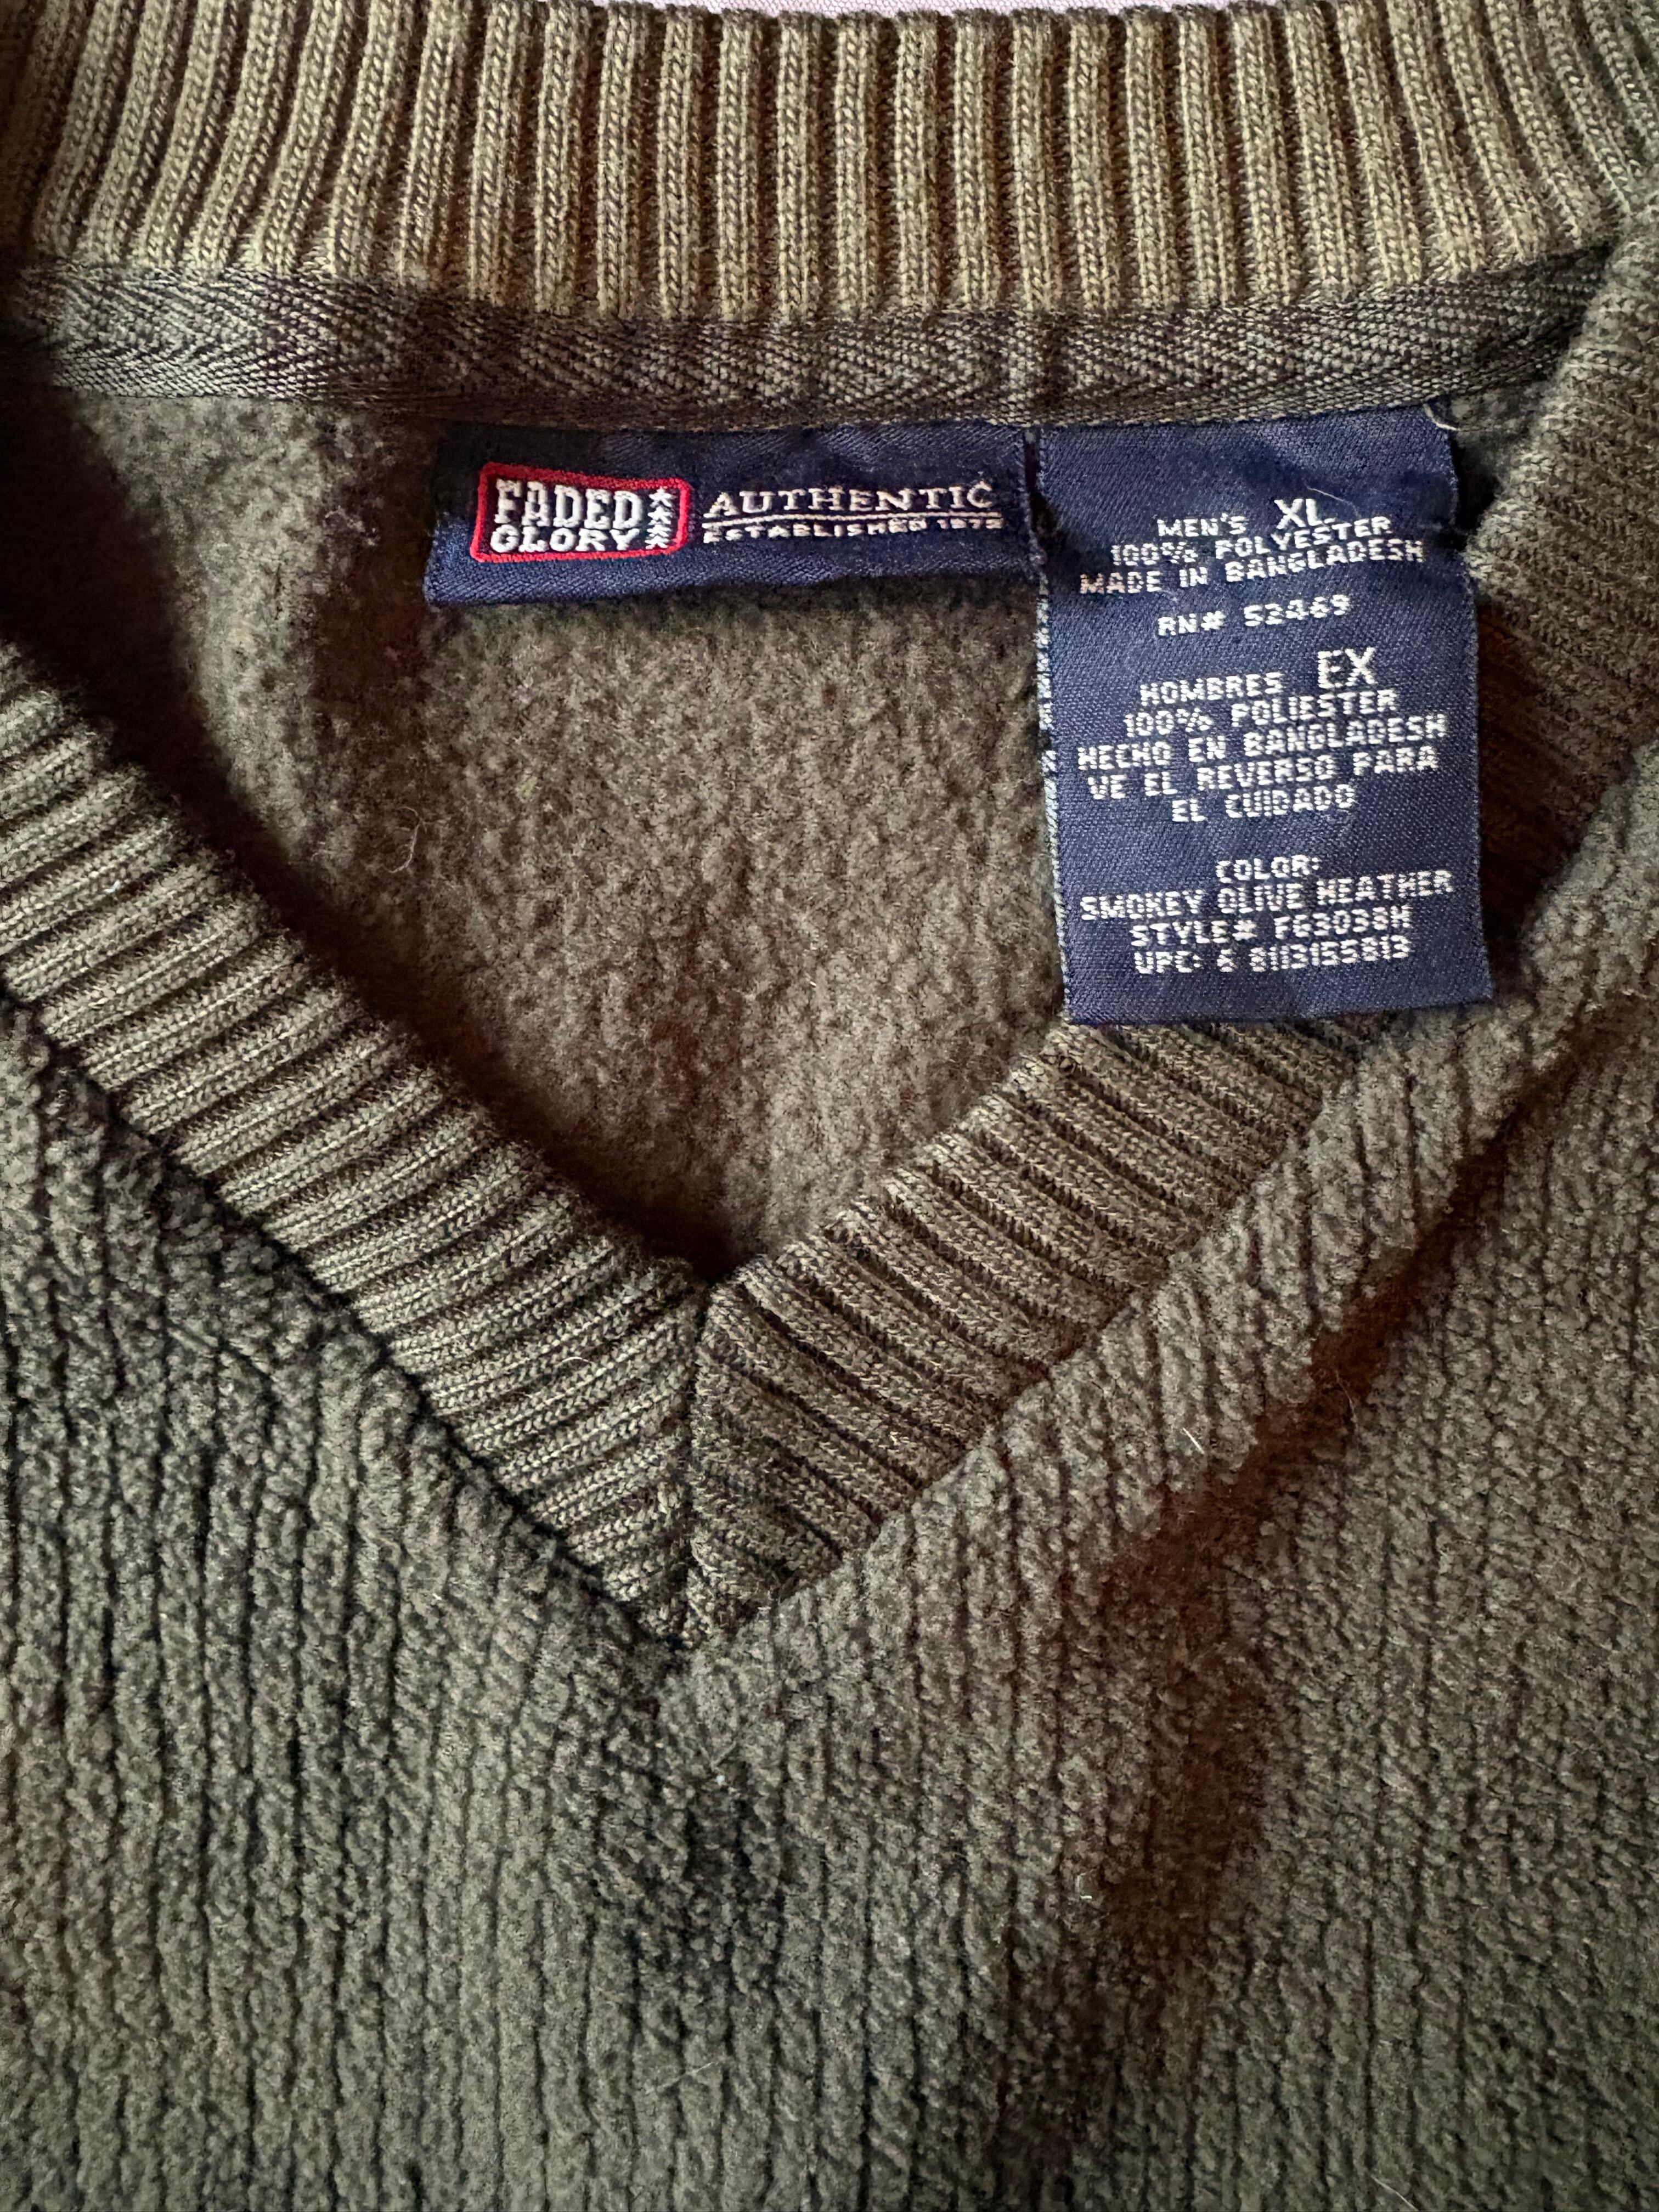 FADED
GLORY
AUTHENTIC
ESTABLISHED 1972
XL
MEN'S
100% POLYESTER
MADE IN BANGLADESH
RN# 52469
EX
HOMBRES
100% POLIESTER
HECHO EN BANGLADESH
VE EL REVERSO PARA
EL CUIDADO
COLOR:
SMOKEY OLIVE HEATHER
STYLE# FG3038H
UPC: 6 8113155813